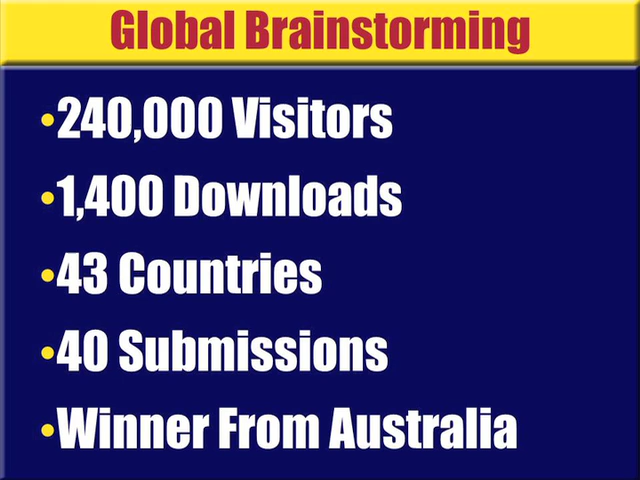 Global Brainstorming
•240,000 Visitors
•1,400 Downloads
•43 Countries
•40 Submissions
•Winner From Australia